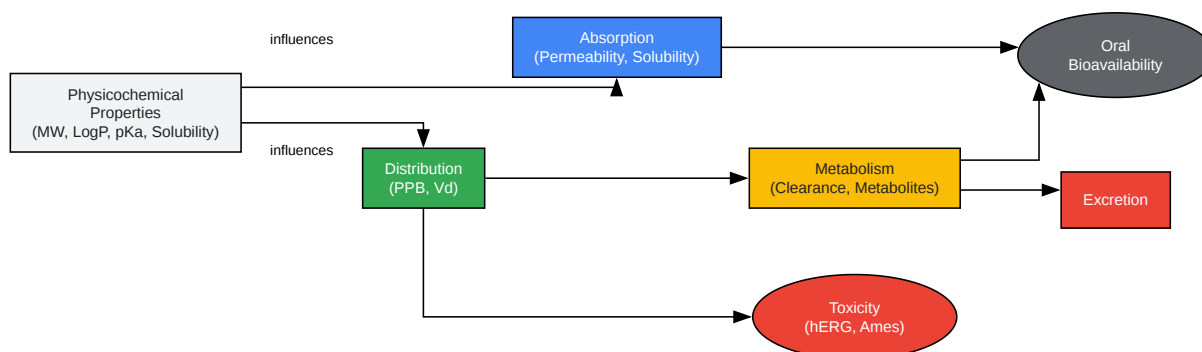 influences
Absorption
(Permeability, Solubility)
Oral
Bioavailability
Physicochemical
Properties
(MW, LogP, pKa, Solubility)
influences
Distribution
(PPB, Vd)
Metabolism
(Clearance, Metabolites)
Excretion
Toxicity
(hERG, Ames)